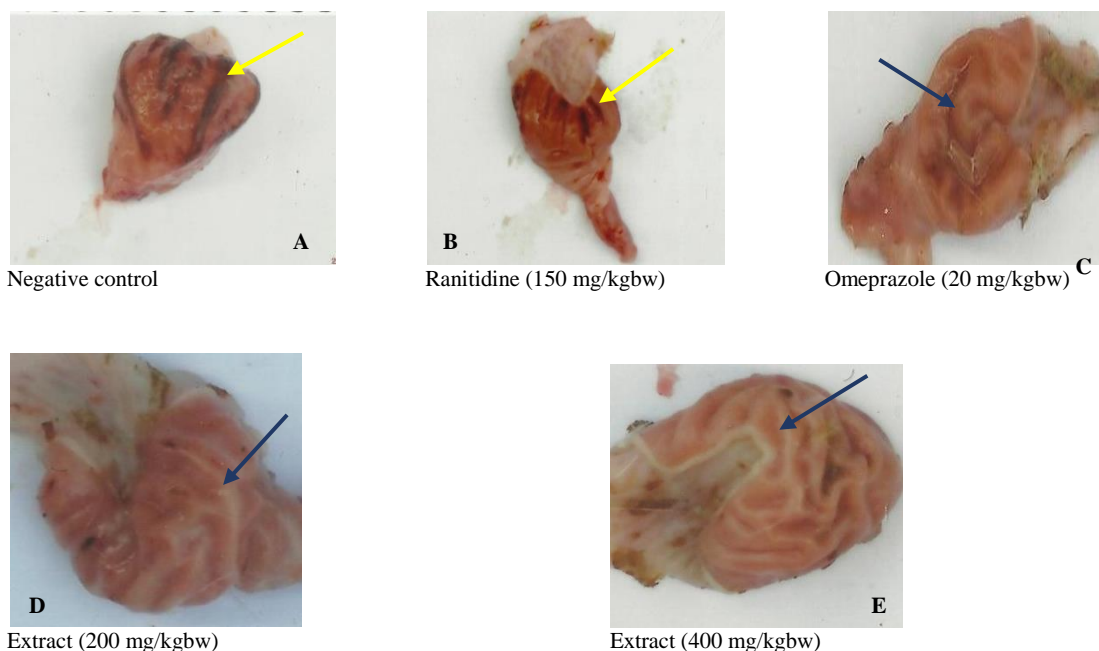 A
B
C
Negative control
Ranitidine (150 mg/kgbw)
Omeprazole (20 mg/kgbw)
D
E
Extract (200 mg/kgbw)
Extract (400 mg/kgbw)